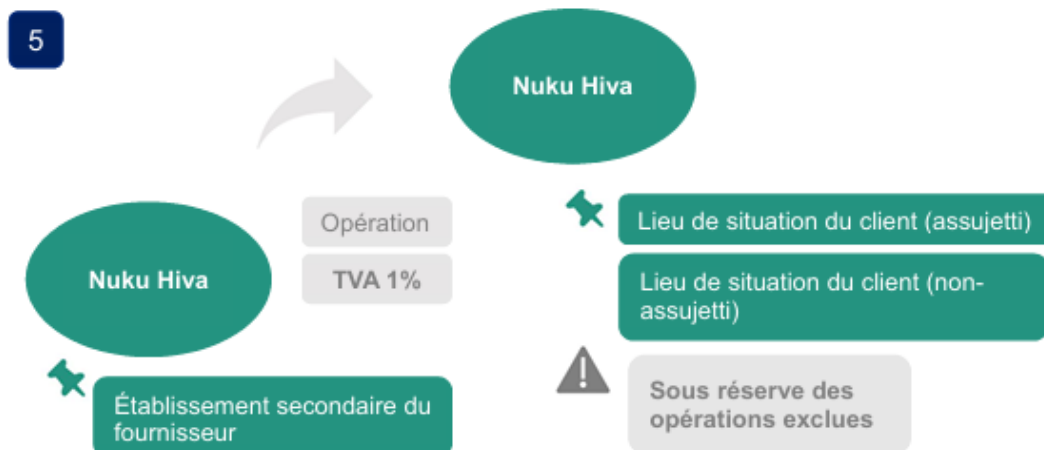 5
Nuku Hiva
Nuku Hiva
Opération
TVA 1%
Établissement secondaire du
fournisseur
Lieu de situation du client (assujetti)
Lieu de situation du client (non-
assujetti)
Sous réserve des
opérations exclues